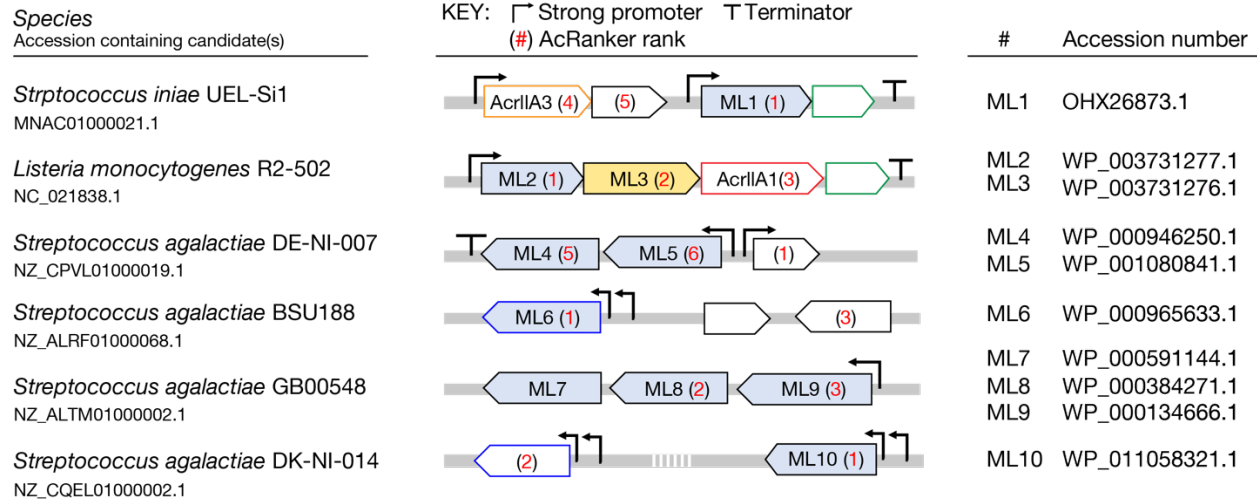 Species
Accession containing candidate(s)
KEY: Strong promoter Terminator
(#) AcRanker rank
# Accession number
Strptococcus iniae UEL-Si1
MNAC01000021.1
AcrIIA3 (4) (5) ML1 (1)
ML1 OHX26873.1
Listeria monocytogenes R2-502
NC_021838.1
ML2 (1) ML3 (2) AcrIIA1(3)
ML2 WP_003731277.1
ML3 WP_003731276.1
Streptococcus agalactiae DE-NI-007
NZ_CPVL01000019.1
ML4 (5) ML5 (6) (1)
ML4 WP_000946250.1
ML5 WP_001080841.1
Streptococcus agalactiae BSU188
NZ_ALRF01000068.1
ML6 (1) (3)
ML6 WP_000965633.1
Streptococcus agalactiae GB00548
NZ_ALTM01000002.1
ML7 ML8 (2) ML9 (3)
ML7 WP_000591144.1
ML8 WP_000384271.1
ML9 WP_000134666.1
Streptococcus agalactiae DK-NI-014
NZ_CQEL01000002.1
(2) ML10 (1)
ML10 WP_011058321.1